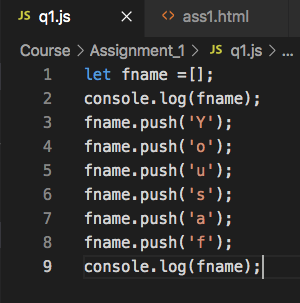 JS q1.js × <> ass1.html
Course > Assignment_1 > JS q1.js > ...
1 let fname =[];
2 console.log(fname);
3 fname.push('Y');
4 fname.push('o');
5 fname.push('u');
6 fname.push('s');
7 fname.push('a');
8 fname.push('f');
9 console.log(fname);